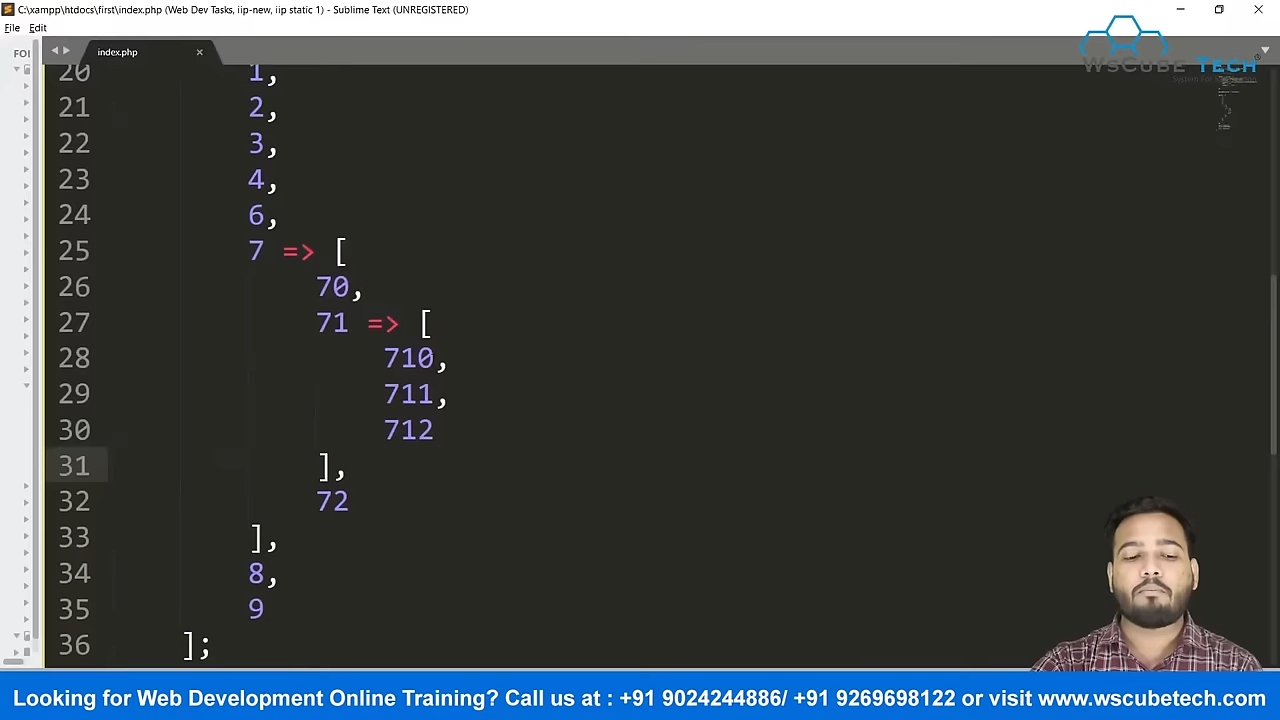 C:\xampp\htdocs\first\index.php (Web Dev Tasks, iip-new, iip static 1) - Sublime Text (UNREGISTERED)
File Edit
FOI
index.php
WsCube Tech
20 1,
21 2,
22 3,
23 4,
24 6,
25 7 => [
26 70,
27 71 => [
28 710,
29 711,
30 712
31 ],
32 72
33 ],
34 8,
35 9
36 ];
Looking for Web Development Online Training? Call us at : +91 9024244886/ +91 9269698122 or visit www.wscubetech.com